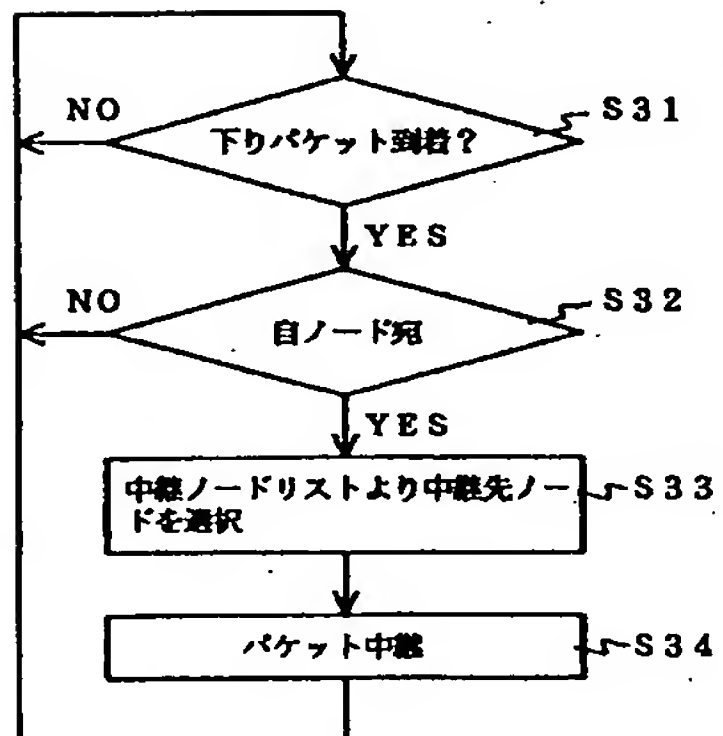 NO
下りパケット到着?
S31
YES
NO
自ノード宛
S32
YES
中継ノードリストより中継先ノー
ドを選択
S33
パケット中継
S34